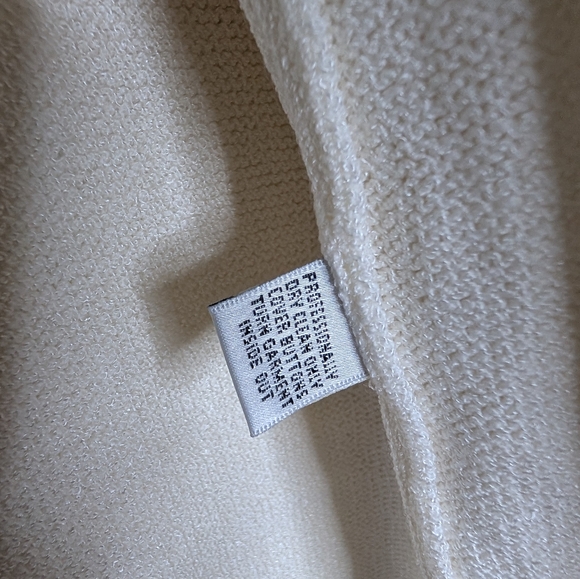 PROFESSIONALLY
DRY CLEAN ONLY
COVER BUTTONS
TURN GARMENT
INSIDE OUT